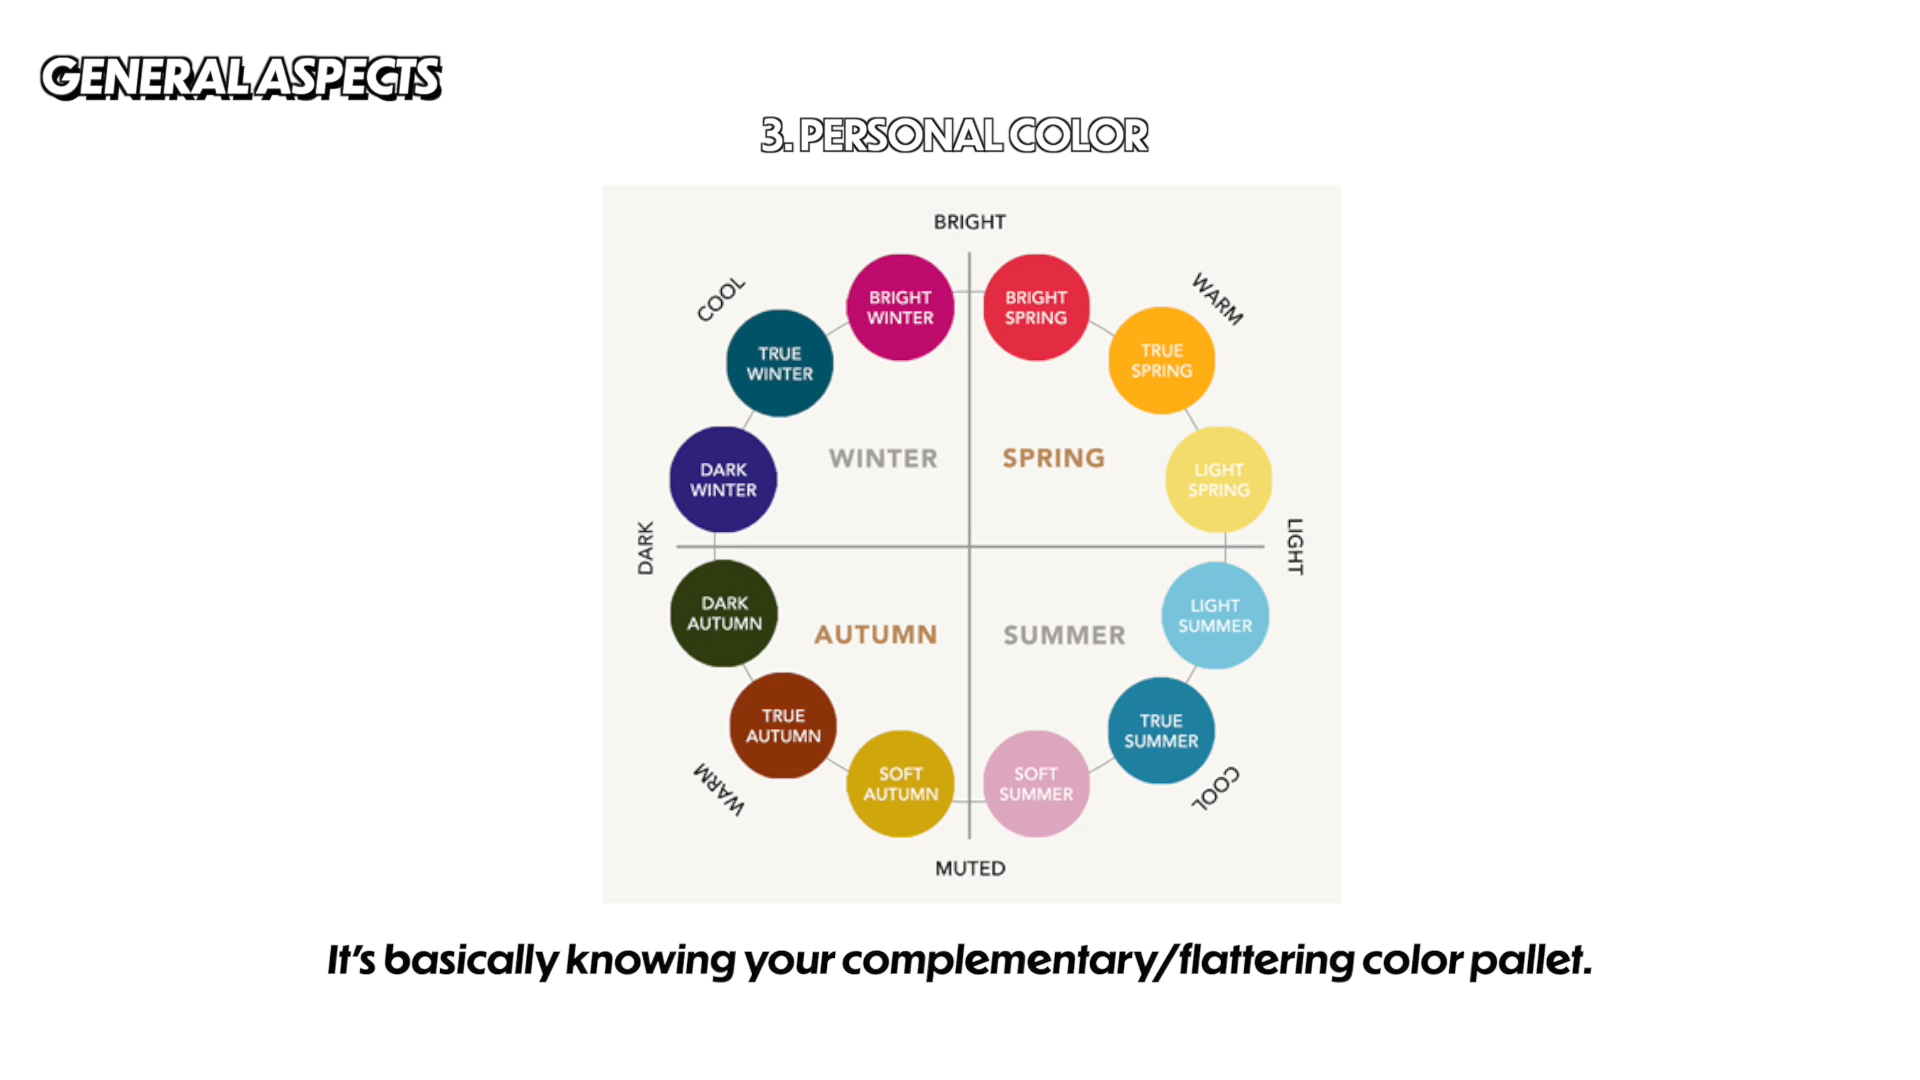 GENERAL ASPECTS
3. PERSONAL COLOR
BRIGHT
COOL
WARM
BRIGHT
WINTER
BRIGHT
SPRING
TRUE
WINTER
TRUE
SPRING
DARK
WINTER
WINTER
SPRING
LIGHT
SPRING
DARK
LIGHT
DARK
AUTUMN
AUTUMN
SUMMER
LIGHT
SUMMER
TRUE
AUTUMN
TRUE
SUMMER
WARM
SOFT
AUTUMN
SOFT
SUMMER
COOL
MUTED
It's basically knowing your complementary/flattering color pallet.